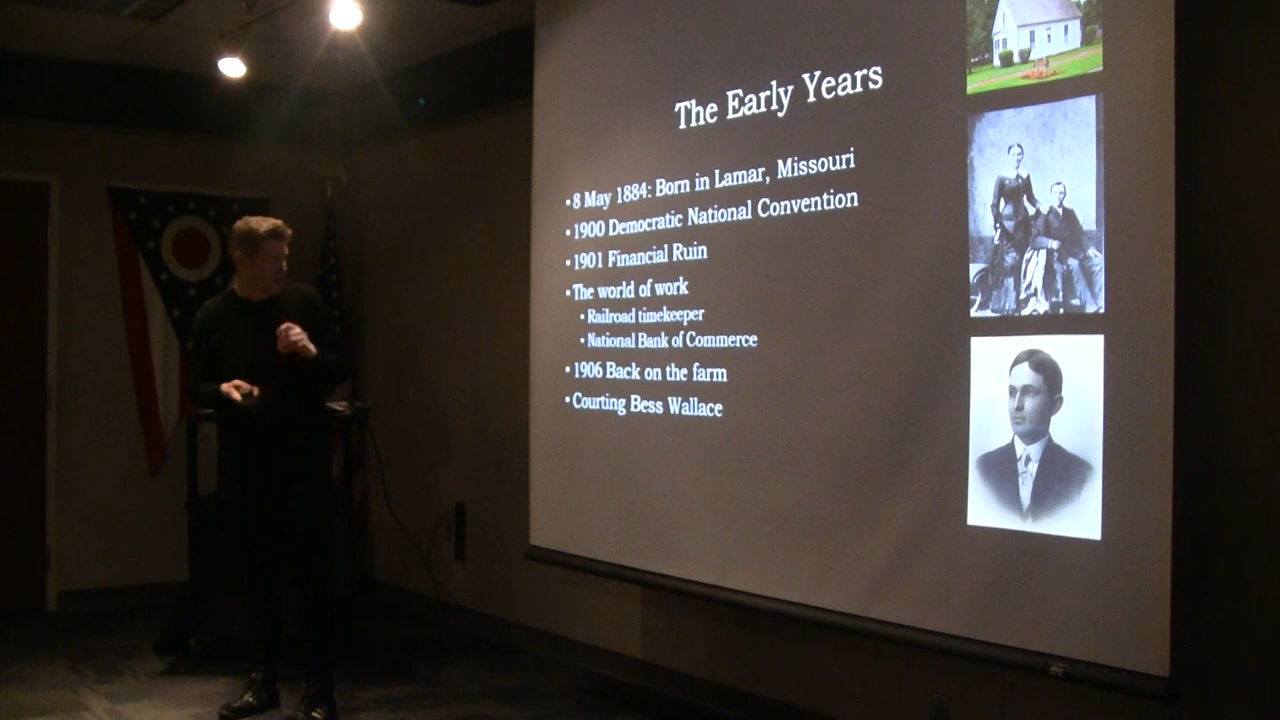 The Early Years
•8 May 1884: Born in Lamar, Missouri
•1900 Democratic National Convention
•1901 Financial Ruin
•The world of work
•Railroad timekeeper
•National Bank of Commerce
•1906 Back on the farm
•Courting Bess Wallace